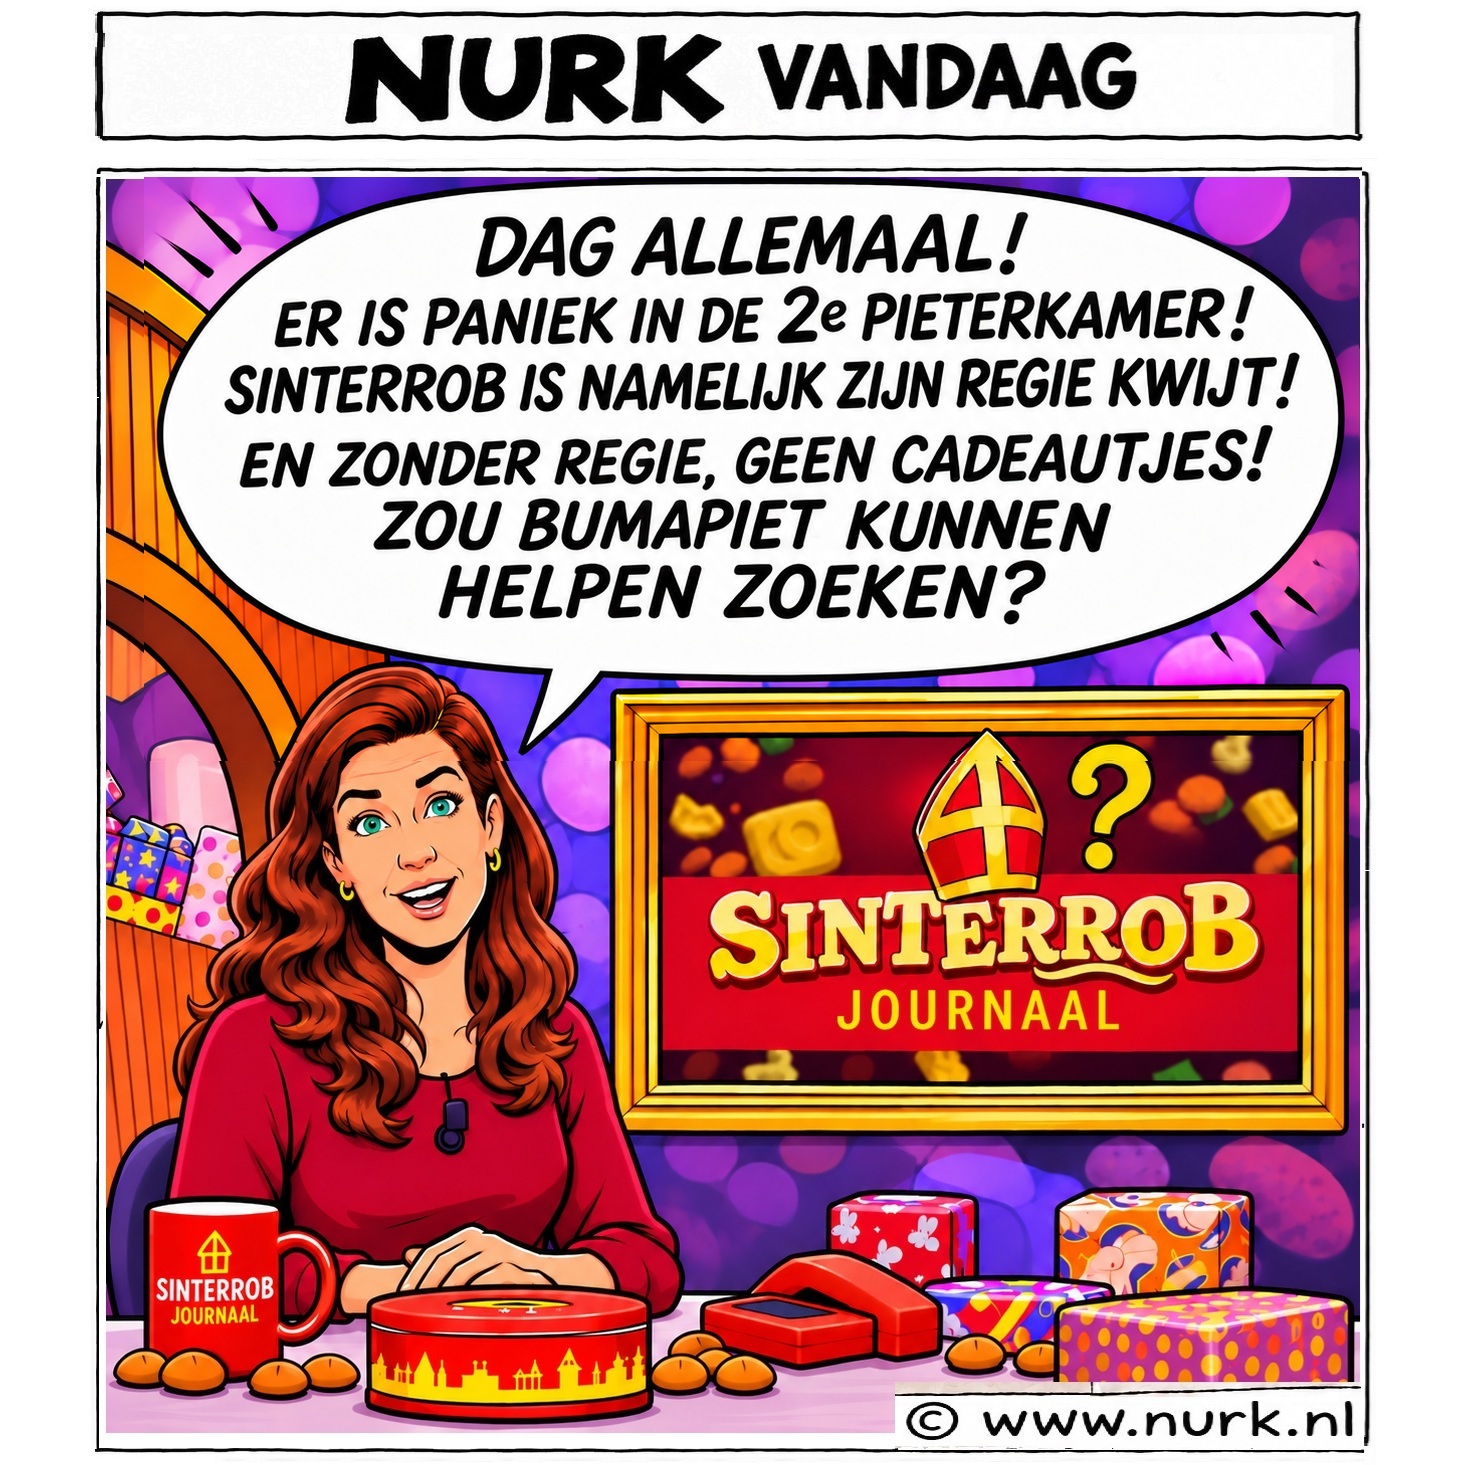 NURK VANDAAG
DAG ALLEMAAL!
ER IS PANIEK IN DE 2e PIETERKAMER!
SINTERROB IS NAMELIJK ZIJN REGIE KWIJT!
EN ZONDER REGIE, GEEN CADEAUTJES!
ZOU BUMAPIET KUNNEN
HELPEN ZOEKEN?
?
SINTERROB
JOURNAAL
SINTERROB
JOURNAAL
© www.nurk.nl